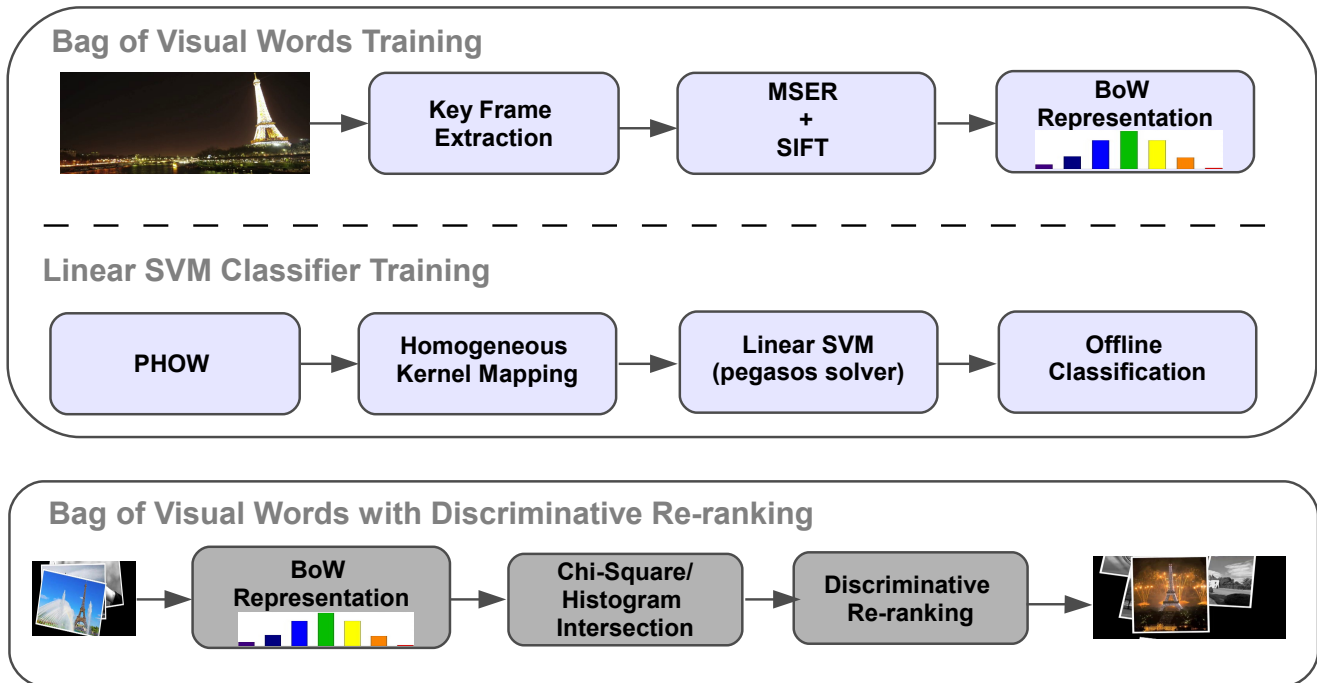 Bag of Visual Words Training
Key Frame
Extraction
MSER
+
SIFT
BoW
Representation
Linear SVM Classifier Training
PHOW
Homogeneous
Kernel Mapping
Linear SVM
(pegasos solver)
Offline
Classification
Bag of Visual Words with Discriminative Re-ranking
BoW
Representation
Chi-Square/
Histogram
Intersection
Discriminative
Re-ranking